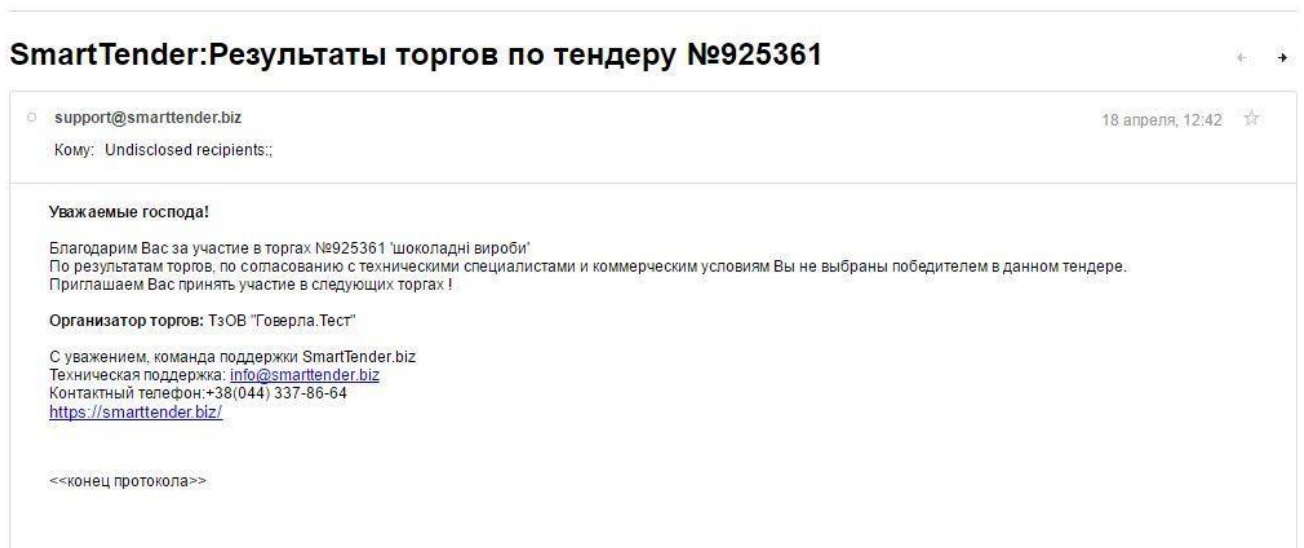 SmartTender:Результаты торгов по тендеру №925361
support@smarttender.biz
18 апреля, 12:42
Кому: Undisclosed recipients:;
Уважаемые господа!
Благодарим Вас за участие в торгах №925361 'шоколадні вироби'
По результатам торгов, по согласованию с техническими специалистами и коммерческим условиям Вы не выбраны победителем в данном тендере.
Приглашаем Вас принять участие в следующих торгах !
Организатор торгов: ТзОВ "Говерла.Тест"
С уважением, команда поддержки SmartTender.biz
Техническая поддержка: info@smarttender.biz
Контактный телефон:+38(044) 337-86-64
https://smarttender.biz/
<<конец протокола>>